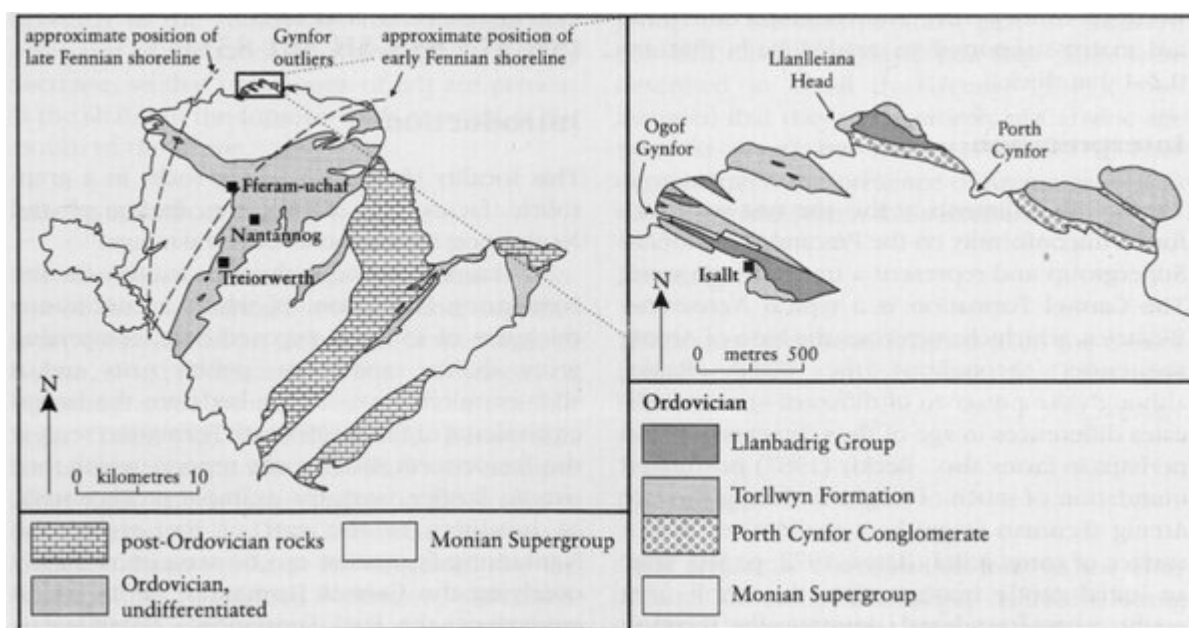 approximate position of
late Fennian shoreline
Gynfor
outliers
approximate position of
early Fennian shoreline
Fferam-uchaf
Nantannog
Treiorwerth
N
0 kilometres 10
post-Ordovician rocks
Monian Supergroup
Ordovician,
undifferentiated
Llanlleiana
Head
Ogof
Gynfor
Porth
Cynfor
Isallt
N
0 metres 500
Ordovician
Llanbadrig Group
Torllwyn Formation
Porth Cynfor Conglomerate
Monian Supergroup